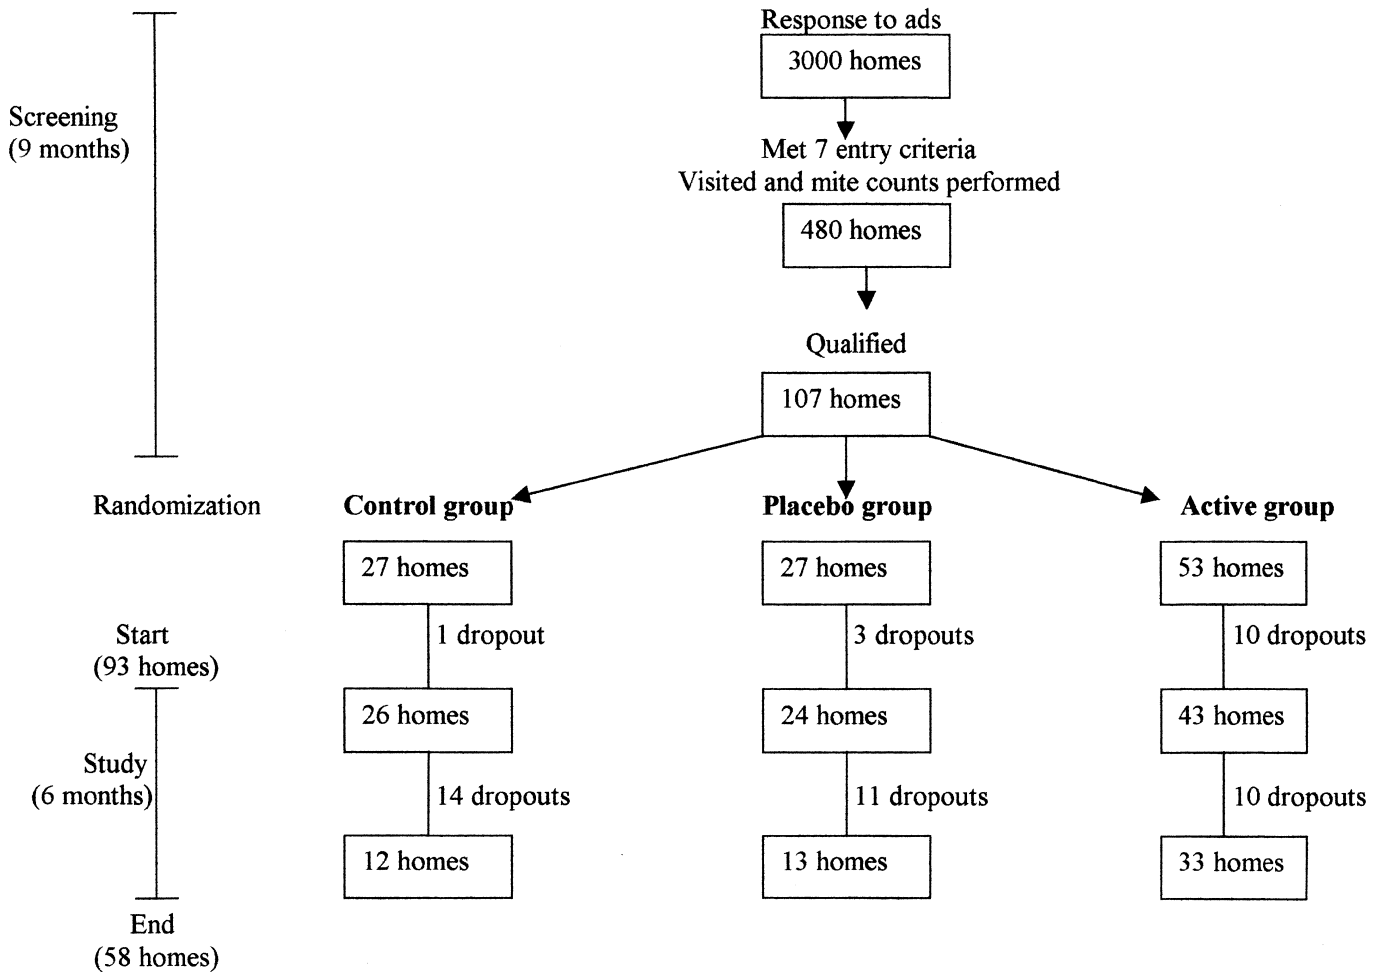 Response to ads
3000 homes
Screening
(9 months)
Met 7 entry criteria
Visited and mite counts performed
480 homes
Qualified
107 homes
Randomization
Control group
Placebo group
Active group
27 homes
27 homes
53 homes
Start
(93 homes)
1 dropout
3 dropouts
10 dropouts
26 homes
24 homes
43 homes
Study
(6 months)
14 dropouts
11 dropouts
10 dropouts
12 homes
13 homes
33 homes
End
(58 homes)